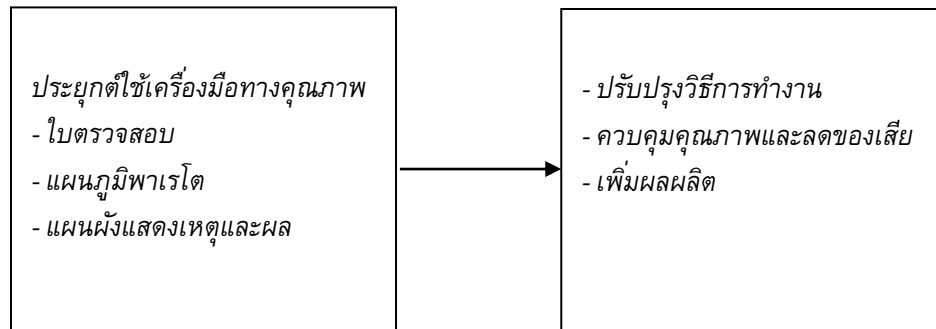 ประยุกต์ใช้เครื่องมือทางคุณภาพ
- ใบตรวจสอบ
- แผนภูมิพาเรโต
- แผนผังแสดงเหตุและผล
- ปรับปรุงวิธีการทำงาน
- ควบคุมคุณภาพและลดของเสีย
- เพิ่มผลผลิต